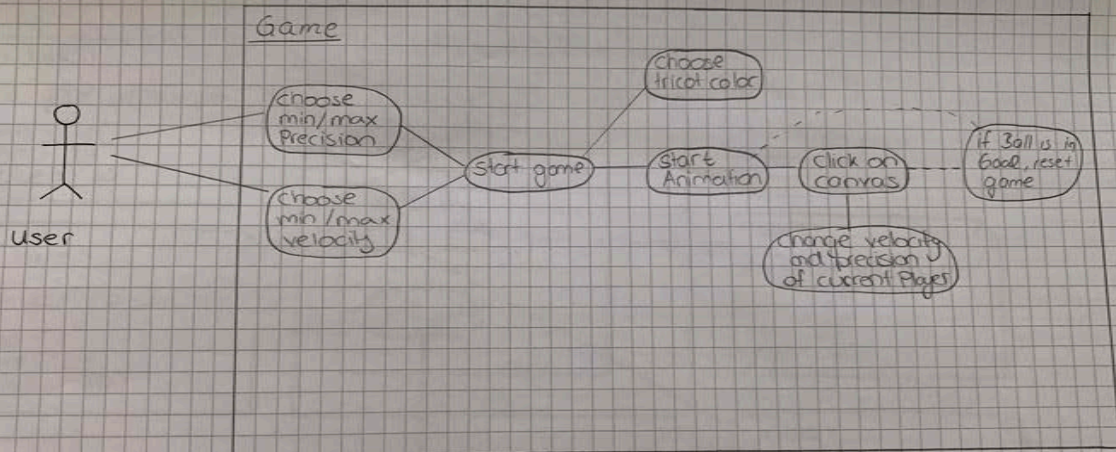 Game
choose
tricot color
choose
min/max
Precision
if Ball is in
Goal, reset
game
Start game
Start
Animation
Click on
canvas
choose
min/max
velocity
User
change velocity
and precision
of current Player